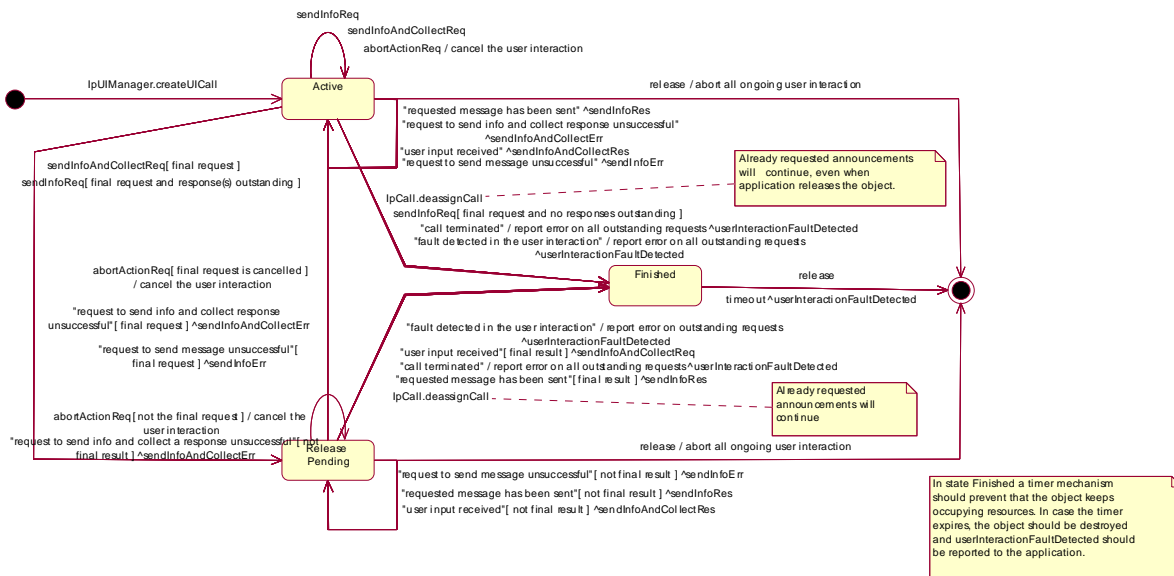 sendInfoReq
sendInfoAndCollectReq
abortActionReq / cancel the user interaction
IpUIManager.createUICall
Active
release / abort all ongoing user interaction
"requested message has been sent" ^sendInfoRes
"request to send info and collect response unsuccessful"
^sendInfoAndCollectErr
"user input received" ^sendInfoAndCollectRes
"request to send message unsuccessful" ^sendInfoErr
sendInfoAndCollectReq[ final request ]
sendInfoReq[ final request and response(s) outstanding ]
Already requested announcements
will continue, even when
application releases the object.
IpCall.deassignCall
sendInfoReq[ final request and no responses outstanding ]
"call terminated" / report error on all outstanding requests ^userInteractionFaultDetected
"fault detected in the user interaction" / report error on all outstanding requests
^userInteractionFaultDetected
Finished
release
timeout ^userInteractionFaultDetected
abortActionReq[ final request is cancelled ]
/ cancel the user interaction
"request to send info and collect response
unsuccessful"[ final request ] ^sendInfoAndCollectErr
"request to send message unsuccessful"[
final request ] ^sendInfoErr
"fault detected in the user interaction" / report error on outstanding requests
^userInteractionFaultDetected
"user input received"[ final result ] ^sendInfoAndCollectReq
"call terminated" / report error on all outstanding requests ^userInteractionFaultDetected
"requested message has been sent"[ final result ] ^sendInfoRes
IpCall.deassignCall
Already requested
announcements will
continue
abortActionReq[ not the final request ] / cancel the
user interaction
"request to send info and collect a response unsuccessful"[ not
final result ] ^sendInfoAndCollectErr
Release
Pending
release / abort all ongoing user interaction
"request to send message unsuccessful"[ not final result ] ^sendInfoErr
"requested message has been sent"[ not final result ] ^sendInfoRes
"user input received"[ not final result ] ^sendInfoAndCollectRes
In state Finished a timer mechanism
should prevent that the object keeps
occupying resources. In case the timer
expires, the object should be destroyed
and userInteractionFaultDetected should
be reported to the application.